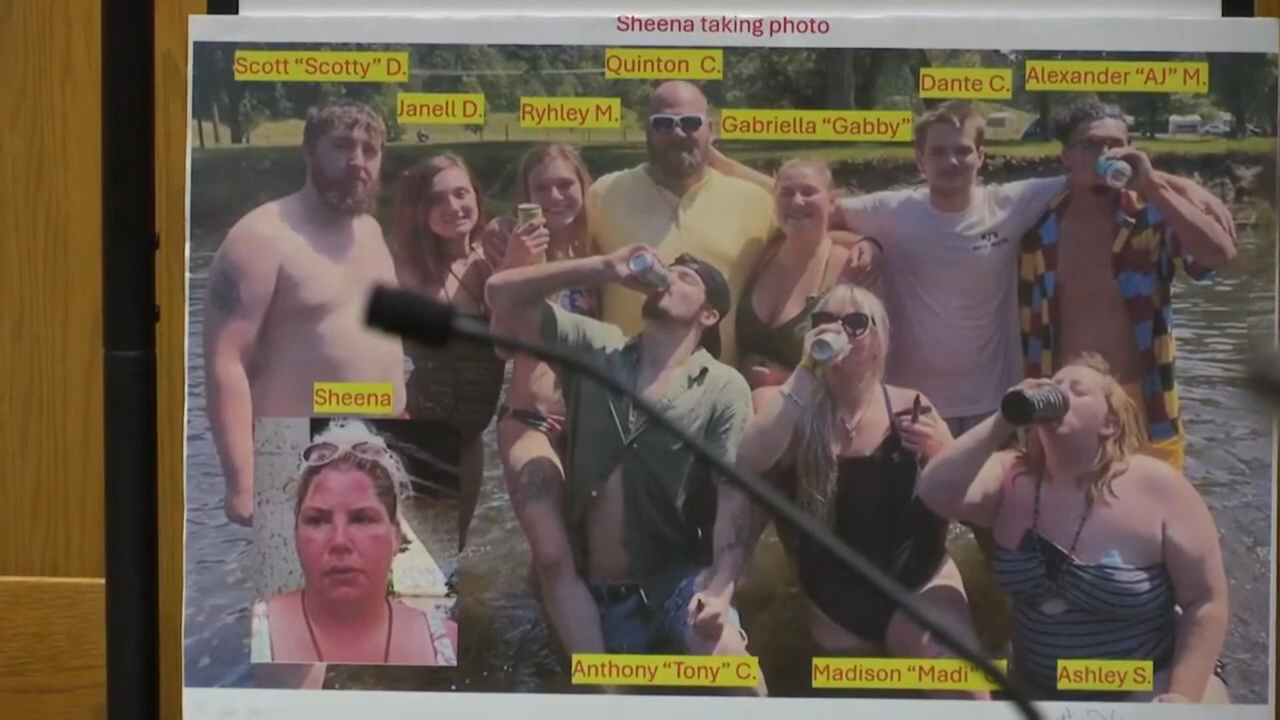 Sheena taking photo
Scott “Scotty” D.
Quinton C.
Dante C.
Alexander “AJ” M.
Janell D.
Ryhley M.
Gabriella “Gabby”
Sheena
Anthony “Tony” C.
Madison “Madi”
Ashley S.